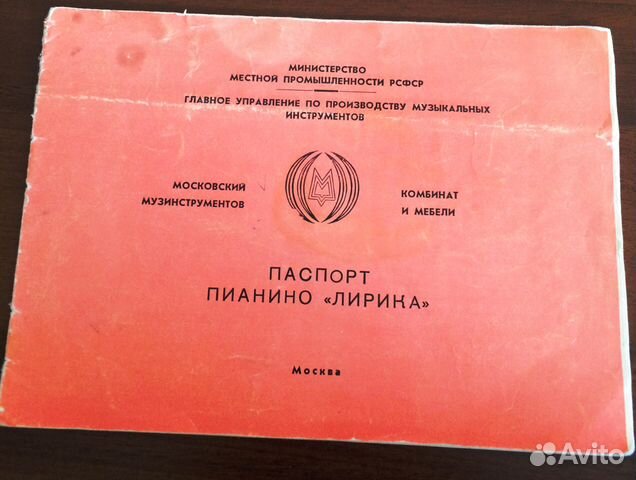 МИНИСТЕРСТВО
МЕСТНОЙ ПРОМЫШЛЕННОСТИ РСФСР
ГЛАВНОЕ УПРАВЛЕНИЕ ПО ПРОИЗВОДСТВУ МУЗЫКАЛЬНЫХ
ИНСТРУМЕНТОВ
МОСКОВСКИЙ КОМБИНАТ
МУЗИНСТРУМЕНТОВ И МЕБЕЛИ
М
ПАСПОРТ
ПИАНИНО «ЛИРИКА»
Москва
Avito